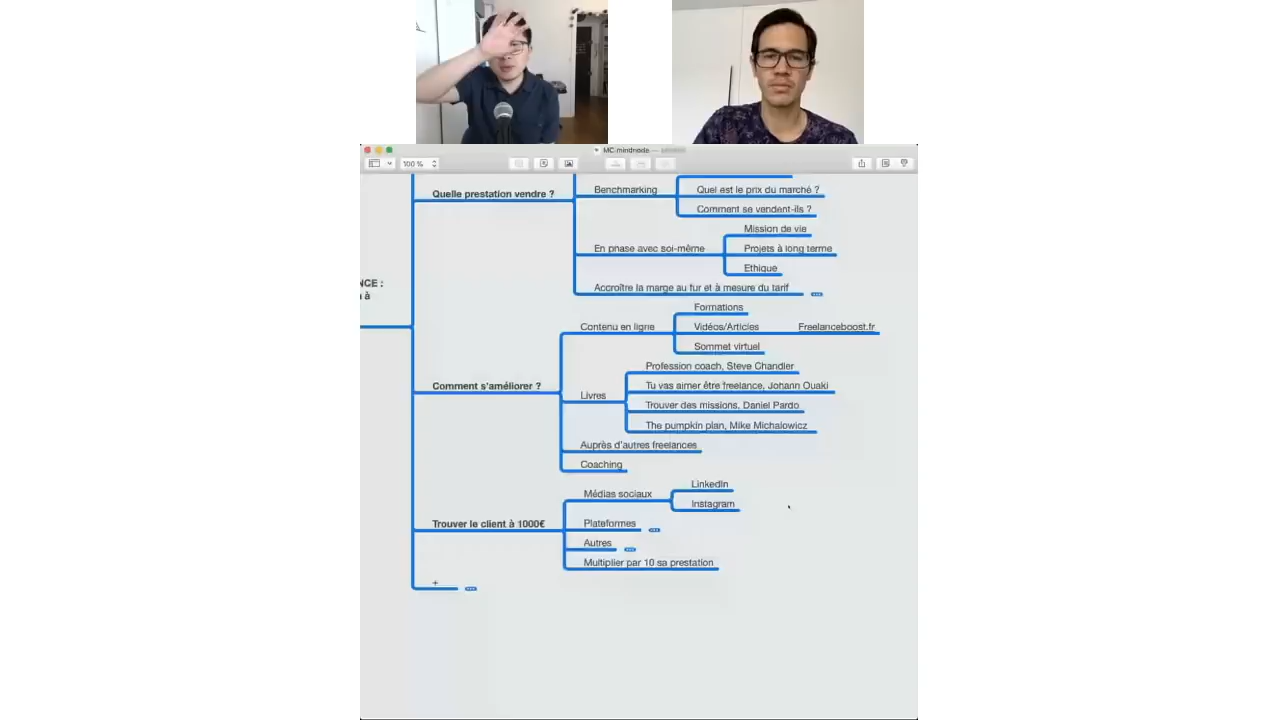 MC.mindnode
100 %
Quelle prestation vendre ?
Benchmarking
Quel est le prix du marché ?
Comment se vendent-ils ?
En phase avec soi-même
Mission de vie
Projets à long terme
Ethique
Accroître la marge au fur et à mesure du tarif
NCE :
à
Comment s'améliorer ?
Contenu en ligne
Formations
Vidéos/Articles
Freelanceboost.fr
Sommet virtuel
Livres
Profession coach, Steve Chandler
Tu vas aimer être freelance, Johann Ouaki
Trouver des missions, Daniel Pardo
The pumpkin plan, Mike Michalowicz
Auprès d'autres freelances
Coaching
Trouver le client à 1000€
Médias sociaux
LinkedIn
Instagram
Plateformes
Autres
Multiplier par 10 sa prestation
+